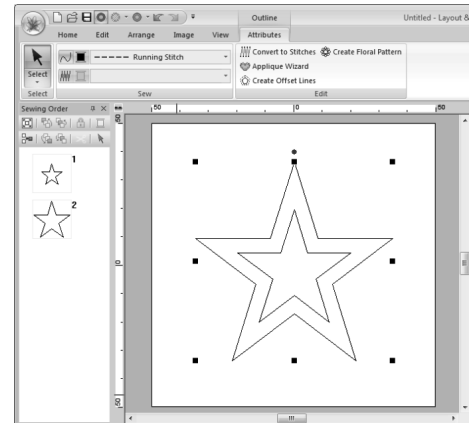 Outline
Untitled - Layout &
Home Edit Arrange Image View Attributes
Select
Running Stitch
Convert to Stitches Create Floral Pattern
Applique Wizard
Create Offset Lines
Select Sew Edit
Sewing Order
50 0 50
1
2
50
0
50